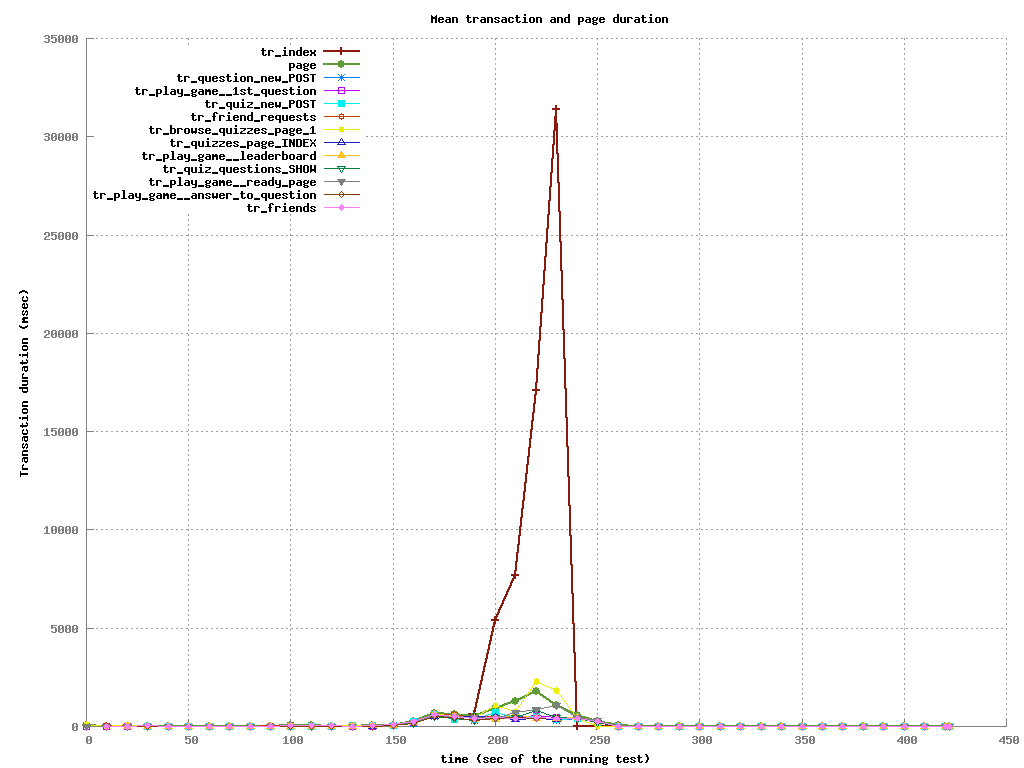 Mean transaction and page duration
35000
30000
25000
20000
15000
10000
5000
0
Transaction duration (msec)
tr_index
page
tr_question_new_POST
tr_play_game__1st_question
tr_quiz_new_POST
tr_friend_requests
tr_browse_quizzes_page_1
tr_quizzes_page_INDEX
tr_play_game__leaderboard
tr_quiz_questions_SHOW
tr_play_game__ready_page
tr_play_game__answer_to_question
tr_friends
0 50 100 150 200 250 300 350 400 450
time (sec of the running test)